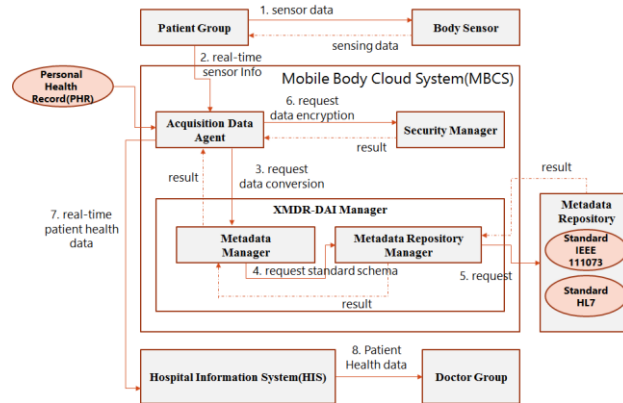 1. sensor data
Patient Group
Body Sensor
sensing data
2. real-time
sensor Info
Personal
Health
Record(PHR)
Mobile Body Cloud System(MBCS)
6. request
data encryption
Acquisition Data
Agent
Security Manager
result
result
3. request
data conversion
result
7. real-time
patient health
data
XMDR-DAI Manager
Metadata
Repository
Metadata
Manager
Metadata Repository
Manager
Standard
IEEE
111073
4. request standard schema
5. request
result
Standard
HL7
8. Patient
Health data
Hospital Information System(HIS)
Doctor Group